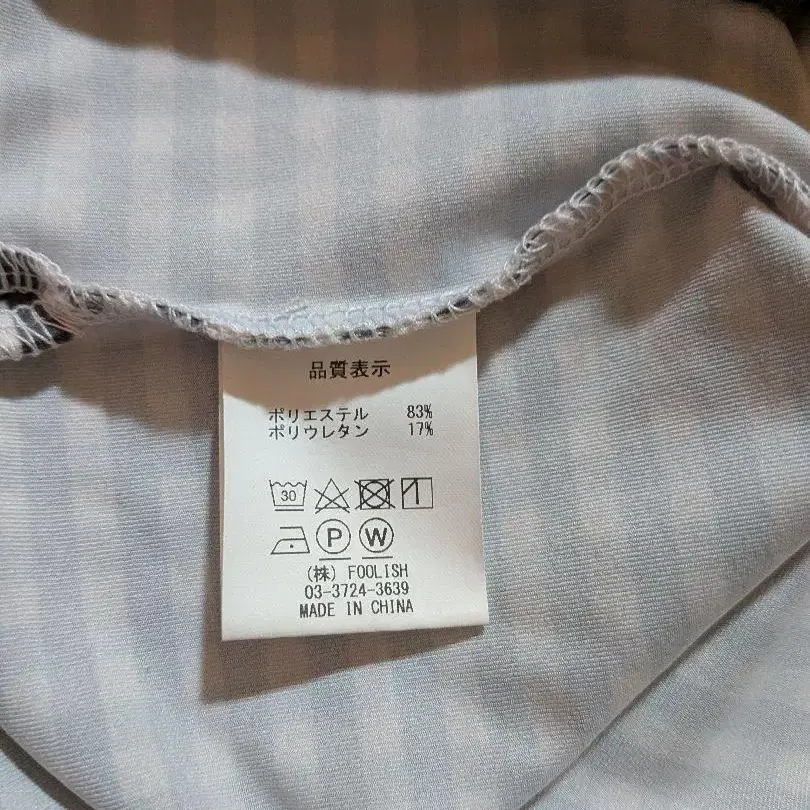 品質表示
ポリエステル 83%
ポリウレタン 17%
30
P W
(株) FOOLISH
03-3724-3639
MADE IN CHINA